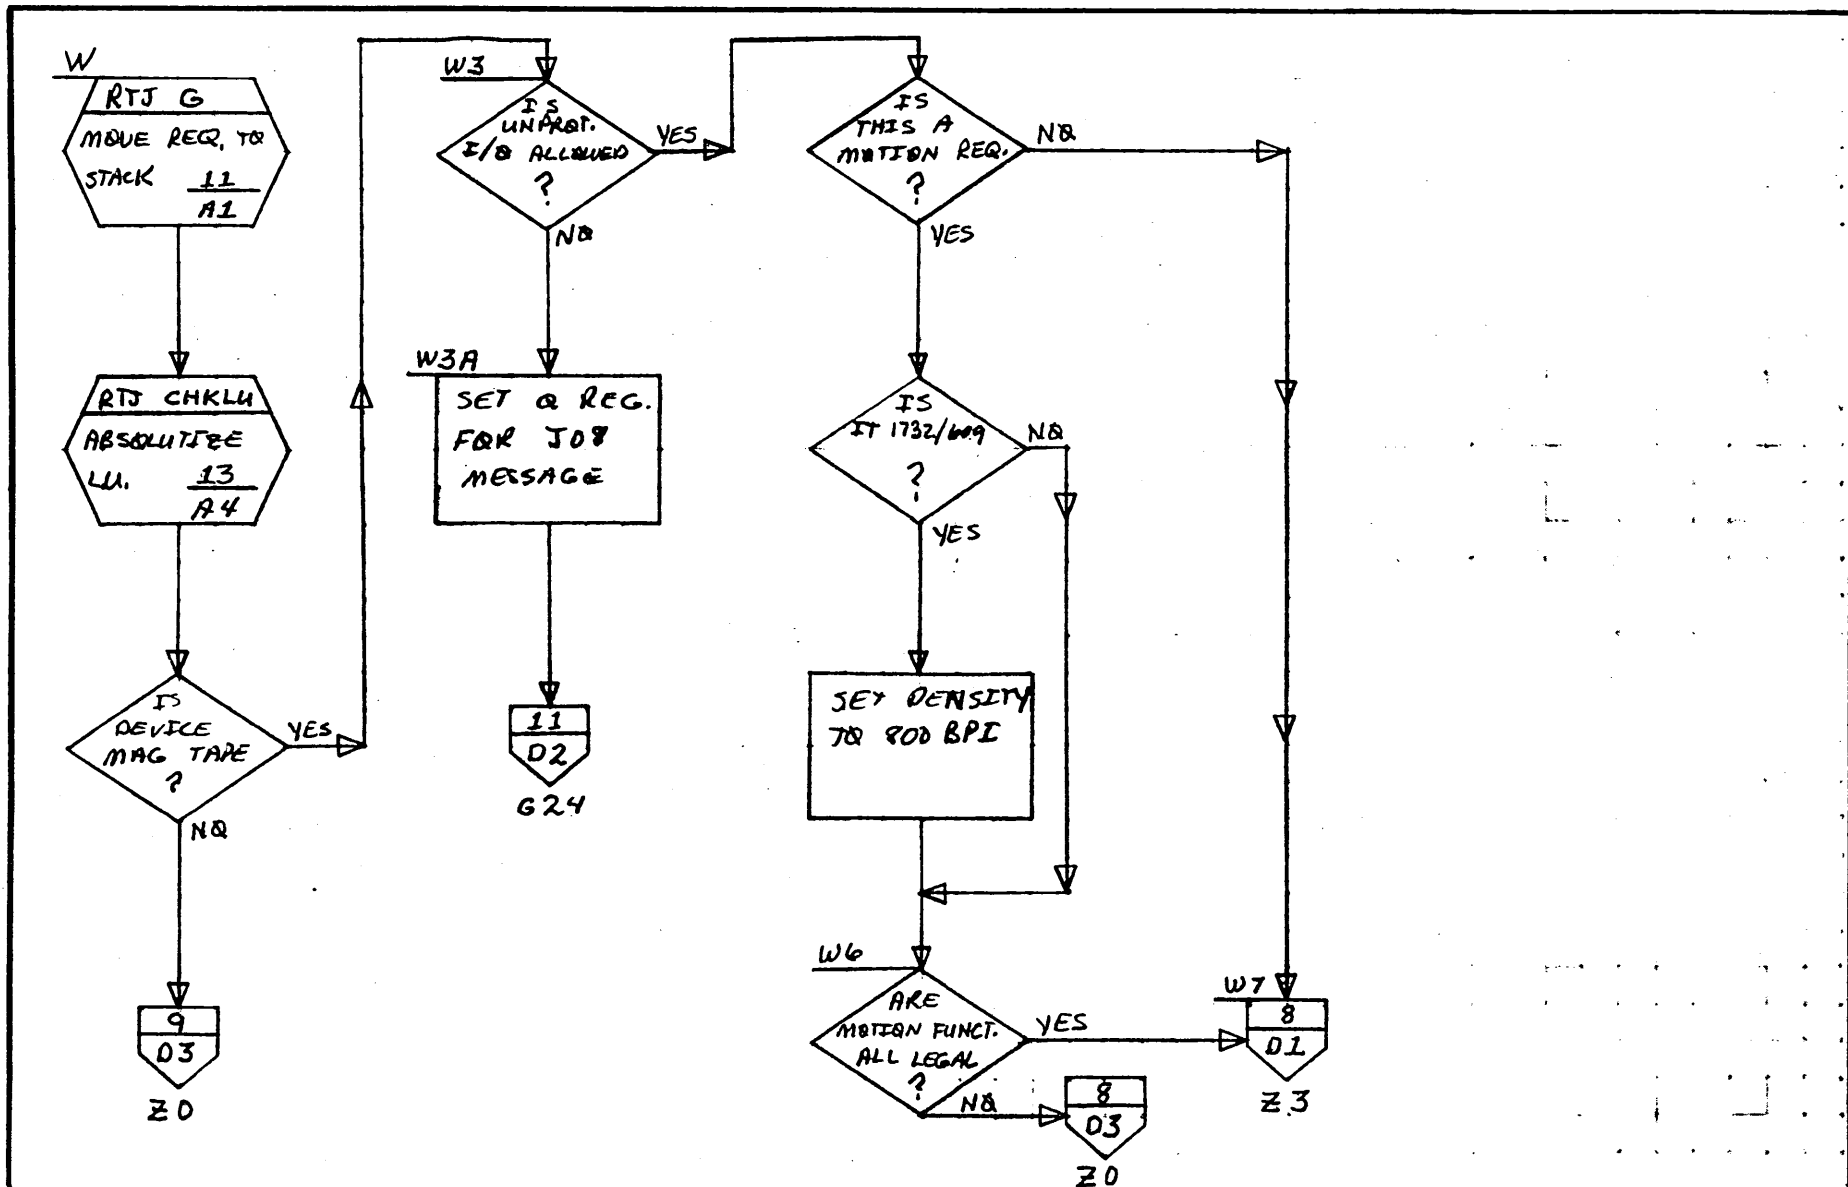 W
RTJ G
MOVE REQ. TO
STACK 11
A1
RTJ CHKLU
ABSOLUTIZE
LU. 13
A4
IS
DEVICE
MAG TAPE
?
YES
NO
9
D3
Z0
W3
IS
UNPROT.
I/O ALLOWED
?
YES
NO
W3A
SET Q REG.
FOR J08
MESSAGE
11
D2
G24
IS
THIS A
MOTION REQ.
?
NO
YES
IS
IT 1732/609
?
NO
YES
SET DENSITY
TO 800 BPI
W6
ARE
MOTION FUNCT.
ALL LEGAL
?
YES
NO
8
D3
Z0
W7
8
D1
Z3